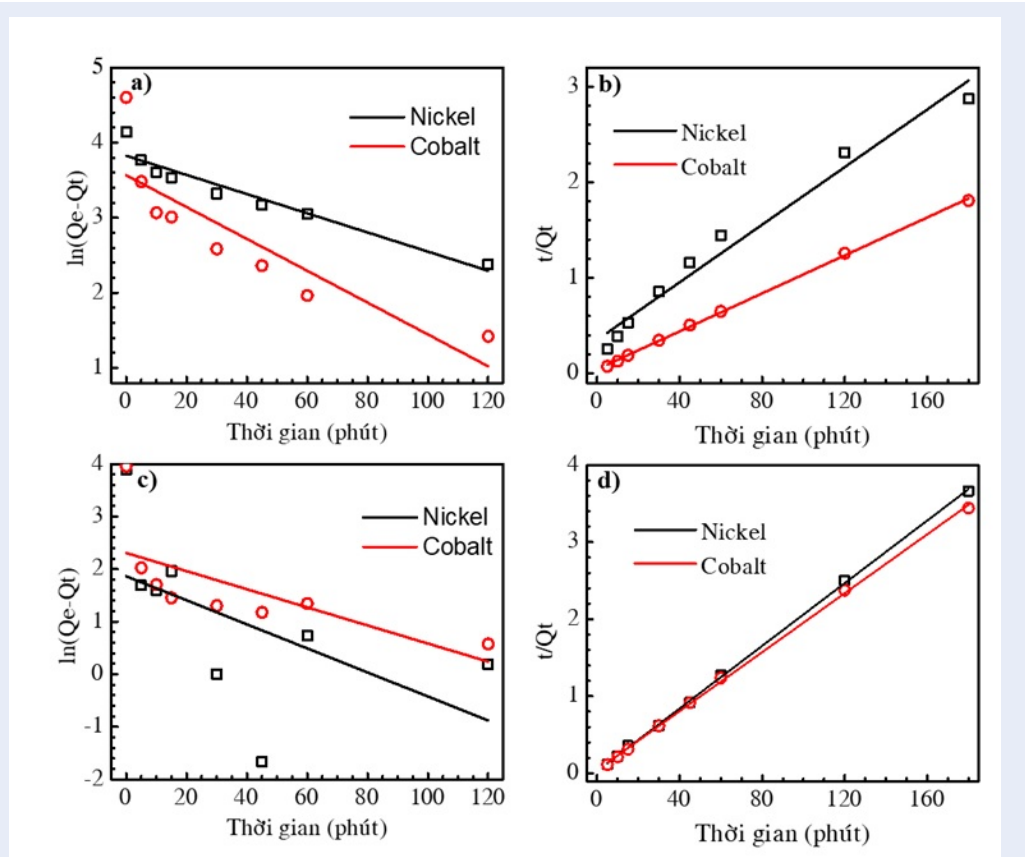 a)
5
4
3
2
1
ln(Qe-Qt)
Nickel
Cobalt
0 20 40 60 80 100 120
Thời gian (phút)
b)
3
2
1
0
t/Qt
Nickel
Cobalt
0 40 80 120 160
Thời gian (phút)
c)
4
3
2
1
0
-1
-2
ln(Qe-Qt)
Nickel
Cobalt
0 20 40 60 80 100 120
Thời gian (phút)
d)
4
3
2
1
0
t/Qt
Nickel
Cobalt
0 40 80 120 160
Thời gian (phút)